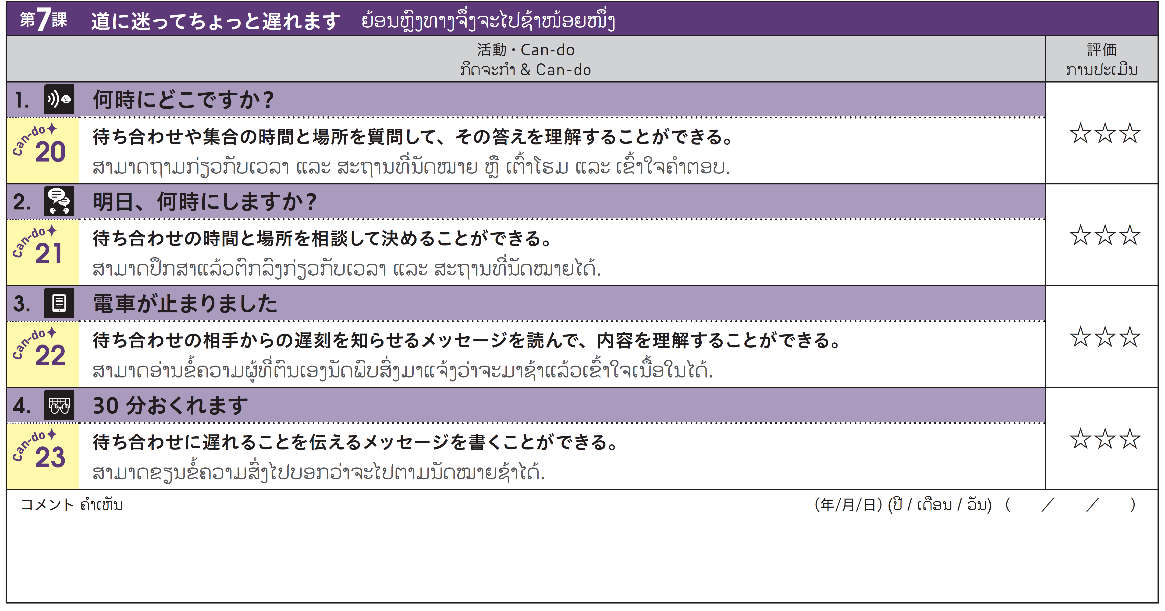 第7課 道に迷ってちょっと遅れます ຍ້ອນຫຼົງທາງຈຶ່ງຈະໄປຊ້າໜ້ອຍໜຶ່ງ
活動・Can-do
ກິດຈະກຳ & Can-do
評価
ການປະເມີນ
1. 何時にどこですか?
Can-do 20
待ち合わせや集合の時間と場所を質問して、その答えを理解することができる。
ສາມາດຖາມກ່ຽວກັບເວລາ ແລະ ສະຖານທີ່ນັດໝາຍ ຫຼື ເຕົ້າໂຮມ ແລະ ເຂົ້າໃຈຄຳຕອບ.
☆☆☆
2. 明日、何時にしますか?
Can-do 21
待ち合わせの時間と場所を相談して決めることができる。
ສາມາດປຶກສາແລ້ວຕົກລົງກ່ຽວກັບເວລາ ແລະ ສະຖານທີ່ນັດໝາຍໄດ້.
☆☆☆
3. 電車が止まりました
Can-do 22
待ち合わせの相手からの遅刻を知らせるメッセージを読んで、内容を理解することができる。
ສາມາດອ່ານຂໍ້ຄວາມຜູ້ທີ່ຕົນເອງນັດພົບສົ່ງມາແຈ້ງວ່າຈະມາຊ້າແລ້ວເຂົ້າໃຈເນື້ອໃນໄດ້.
☆☆☆
4. 30 分おくれます
Can-do 23
待ち合わせに遅れることを伝えるメッセージを書くことができる。
ສາມາດຂຽນຂໍ້ຄວາມສົ່ງໄປບອກວ່າຈະໄປຕາມນັດໝາຍຊ້າໄດ້.
☆☆☆
コメント ຄຳເຫັນ
(年/月/日) (ປີ / ເດືອນ / ວັນ) ( / / )